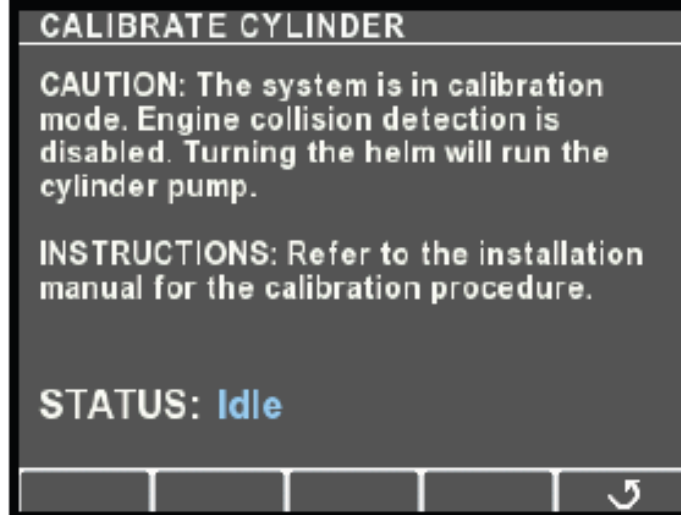 CALIBRATE CYLINDER
CAUTION: The system is in calibration
mode. Engine collision detection is
disabled. Turning the helm will run the
cylinder pump.
INSTRUCTIONS: Refer to the installation
manual for the calibration procedure.
STATUS: Idle